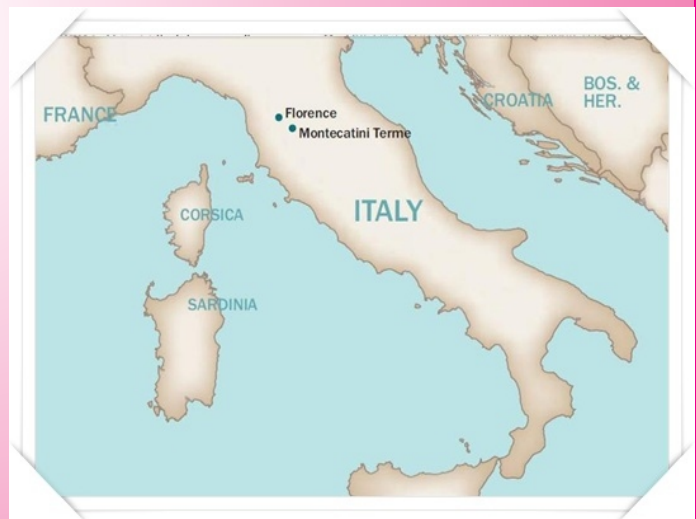 BOS. &
HER.
CROATIA
FRANCE
Florence
Montecatini Terme
ITALY
CORSICA
SARDINIA